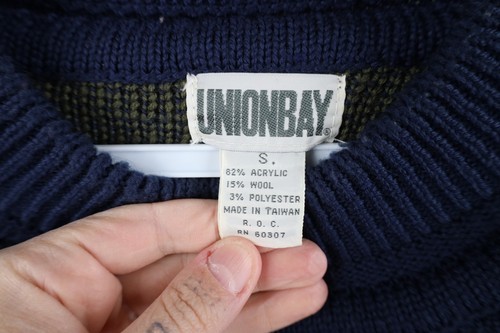 UNIONBAY®
S.
82% ACRYLIC
15% WOOL
3% POLYESTER
MADE IN TAIWAN
R. O. C.
RN 60307